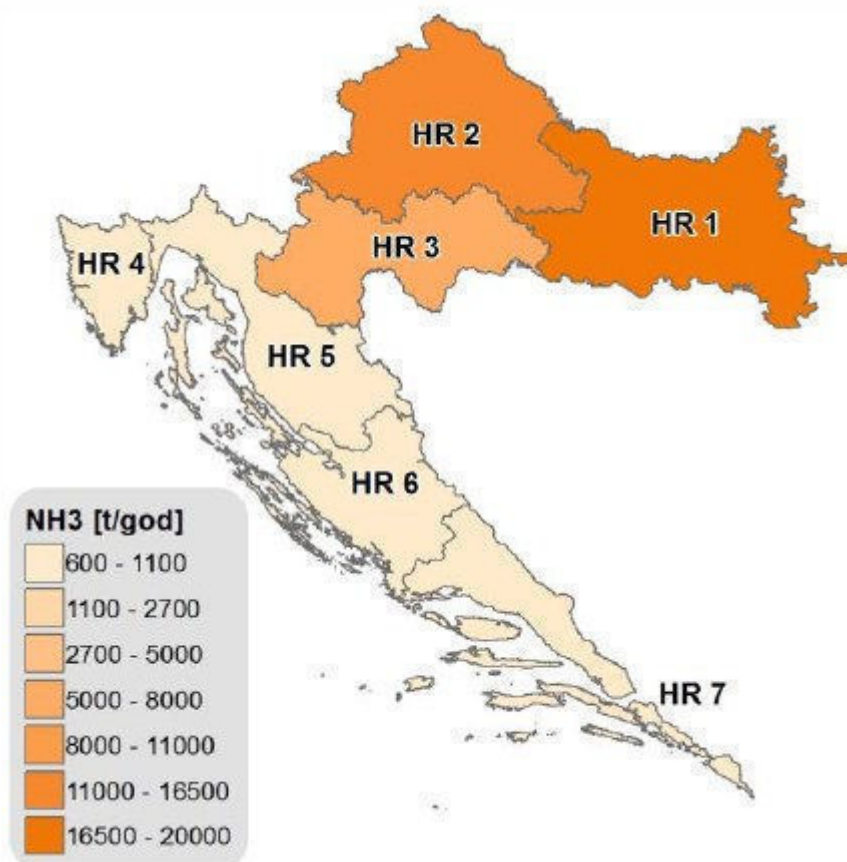 HR 2
HR 1
HR 3
HR 4
HR 5
HR 6
HR 7
NH3 [t/god]
600 - 1100
1100 - 2700
2700 - 5000
5000 - 8000
8000 - 11000
11000 - 16500
16500 - 20000